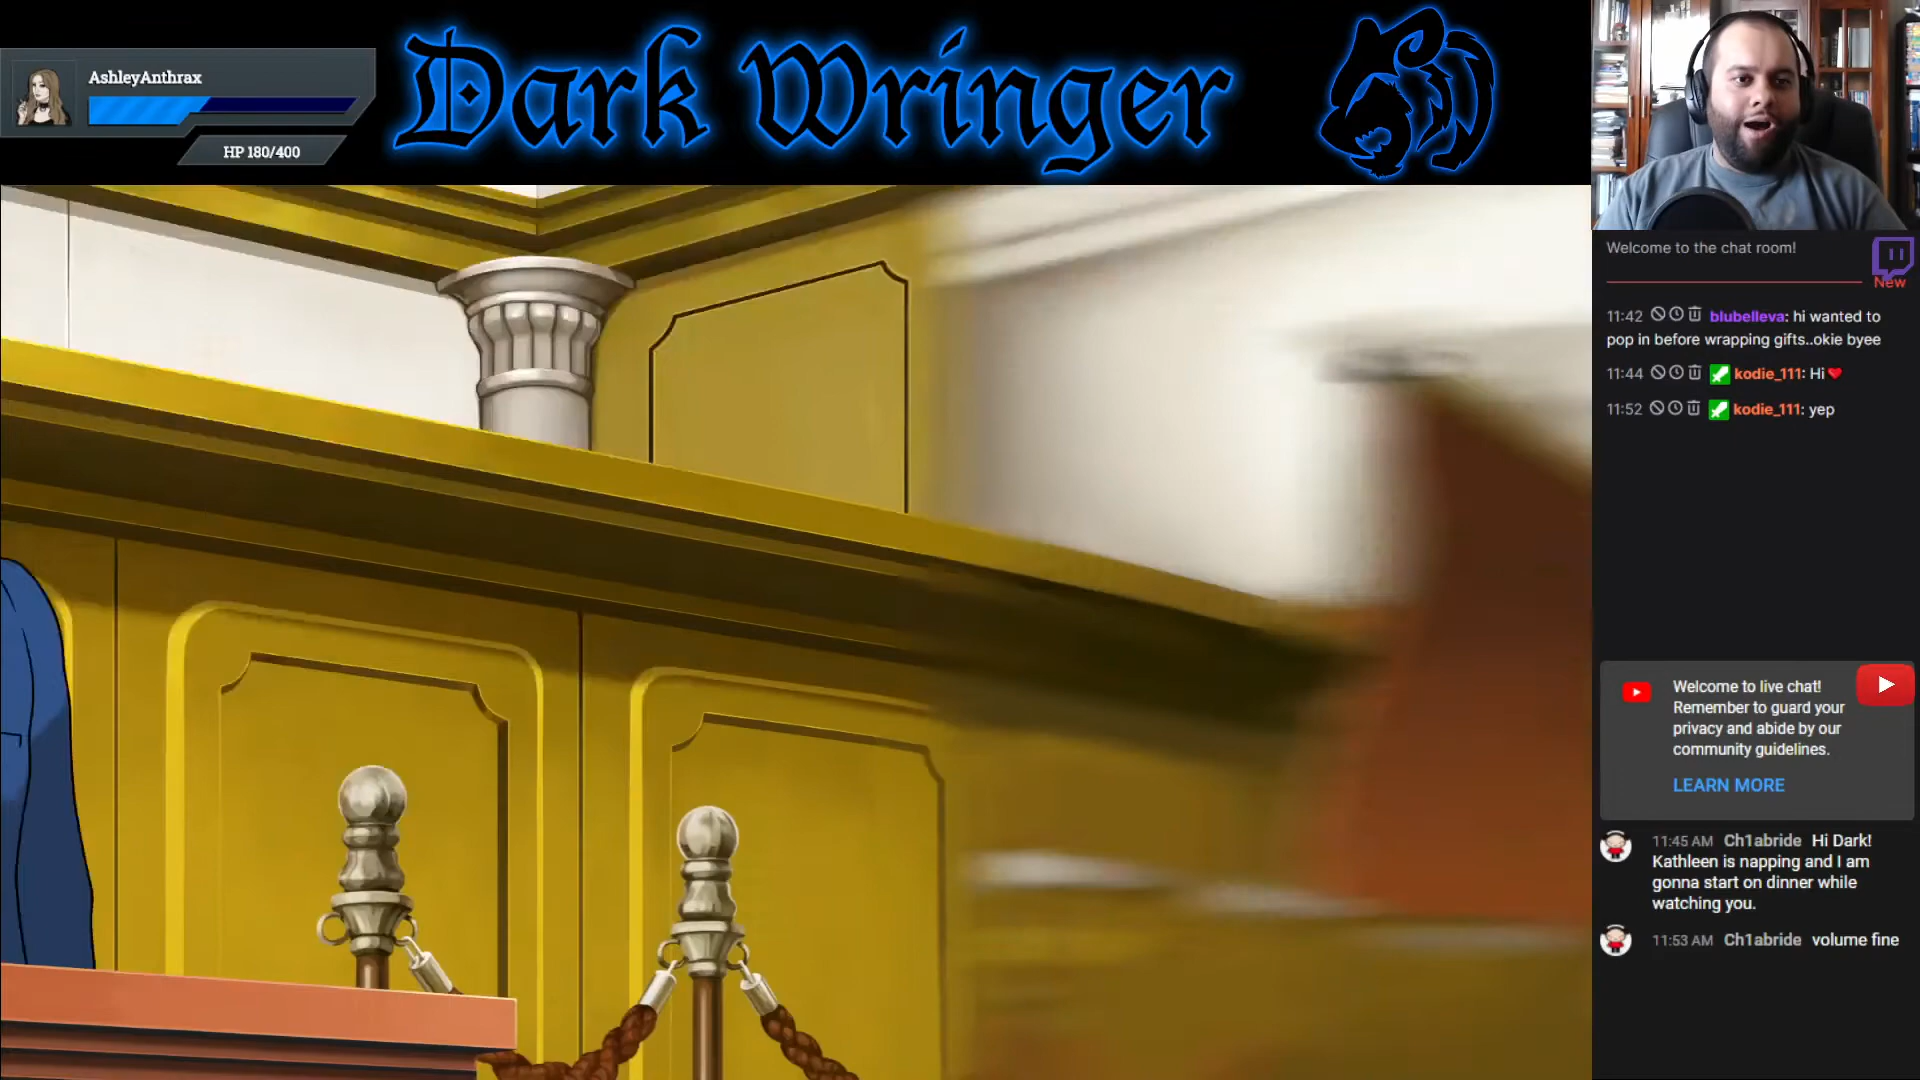 Dark Wringer
AshleyAnthrax
HP 180/400
Welcome to the chat room!
New
11:42 blubelleva: hi wanted to
pop in before wrapping gifts..okie byee
11:44 kodie_111: Hi❤
11:52 kodie_111: yep
Welcome to live chat!
Remember to guard your
privacy and abide by our
community guidelines.
LEARN MORE
11:45 AM Ch1abride Hi Dark!
Kathleen is napping and I am
gonna start on dinner while
watching you.
11:53 AM Ch1abride volume fine